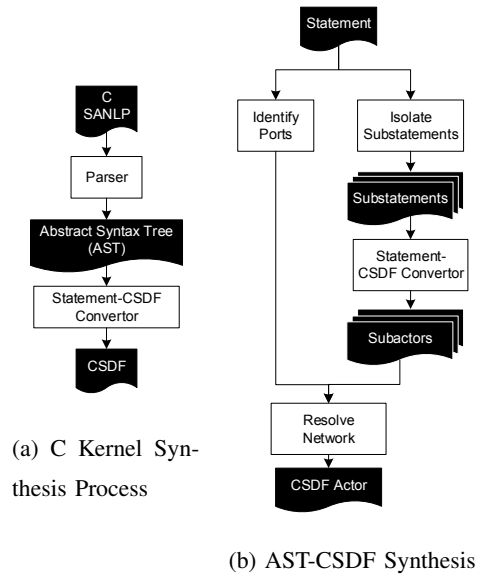 C
SANLP
Parser
Abstract Syntax Tree
(AST)
Statement-CSDF
Convertor
CSDF
(a) C Kernel Syn-
thesis Process
Statement
Identify
Ports
Isolate
Substatements
Substatements
Statement-
CSDF Convertor
Subactors
Resolve
Network
CSDF Actor
(b) AST-CSDF Synthesis